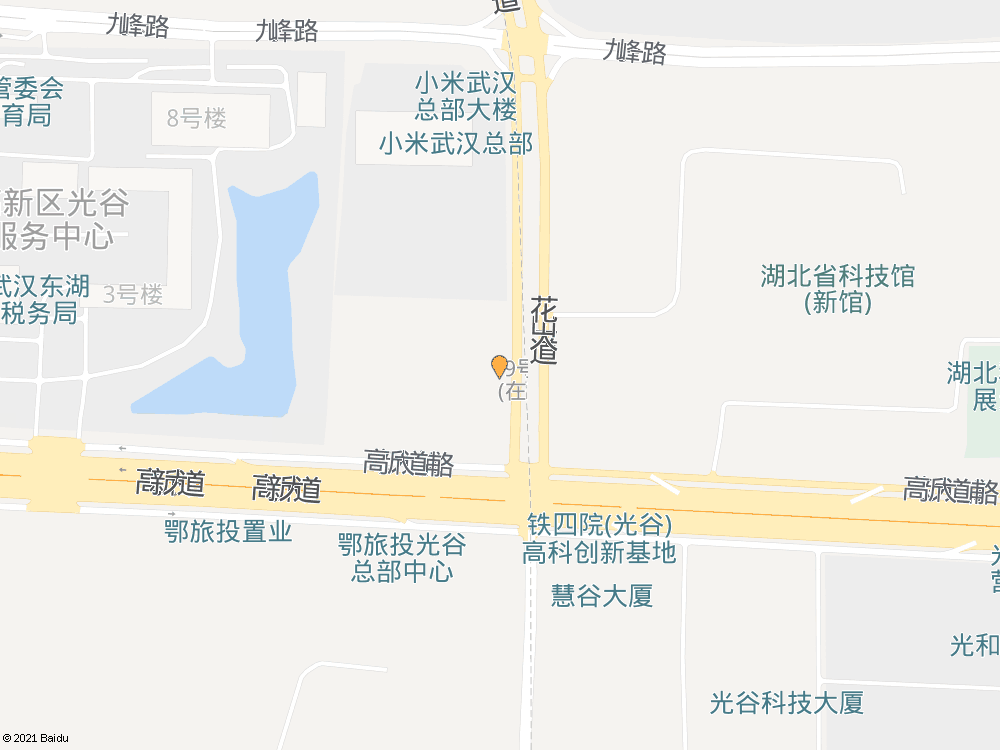 道
九峰路
九峰路
九峰路
管委会
育局
8号楼
小米武汉
总部大楼
小米武汉总部
新区光谷
服务中心
武汉东湖
税务局
3号楼
湖北省科技馆
(新馆)
花山大道
9号
(在
湖北
展
高新大道辅路
高新大道
高新大道
高新大道辅路
鄂旅投置业
鄂旅投光谷
总部中心
铁四院(光谷)
高科创新基地
慧谷大厦
光
营
光和
光谷科技大厦
© 2021 Baidu